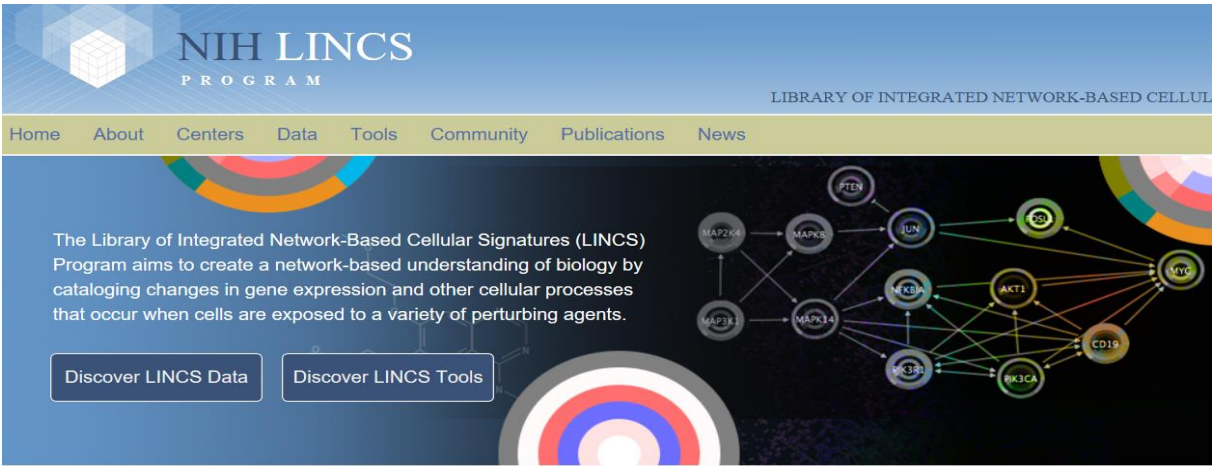 NIH LINCS
PROGRAM
LIBRARY OF INTEGRATED NETWORK-BASED CELLUL
Home About Centers Data Tools Community Publications News
The Library of Integrated Network-Based Cellular Signatures (LINCS)
Program aims to create a network-based understanding of biology by
cataloging changes in gene expression and other cellular processes
that occur when cells are exposed to a variety of perturbing agents.
Discover LINCS Data Discover LINCS Tools
PTEN
MAP2K4 MAPK8 JUN FOSL1
MYC
NFKBIA AKT1
MAP3K1 MAPK14
CD19
PIK3R1 PIK3CA
O
N
N